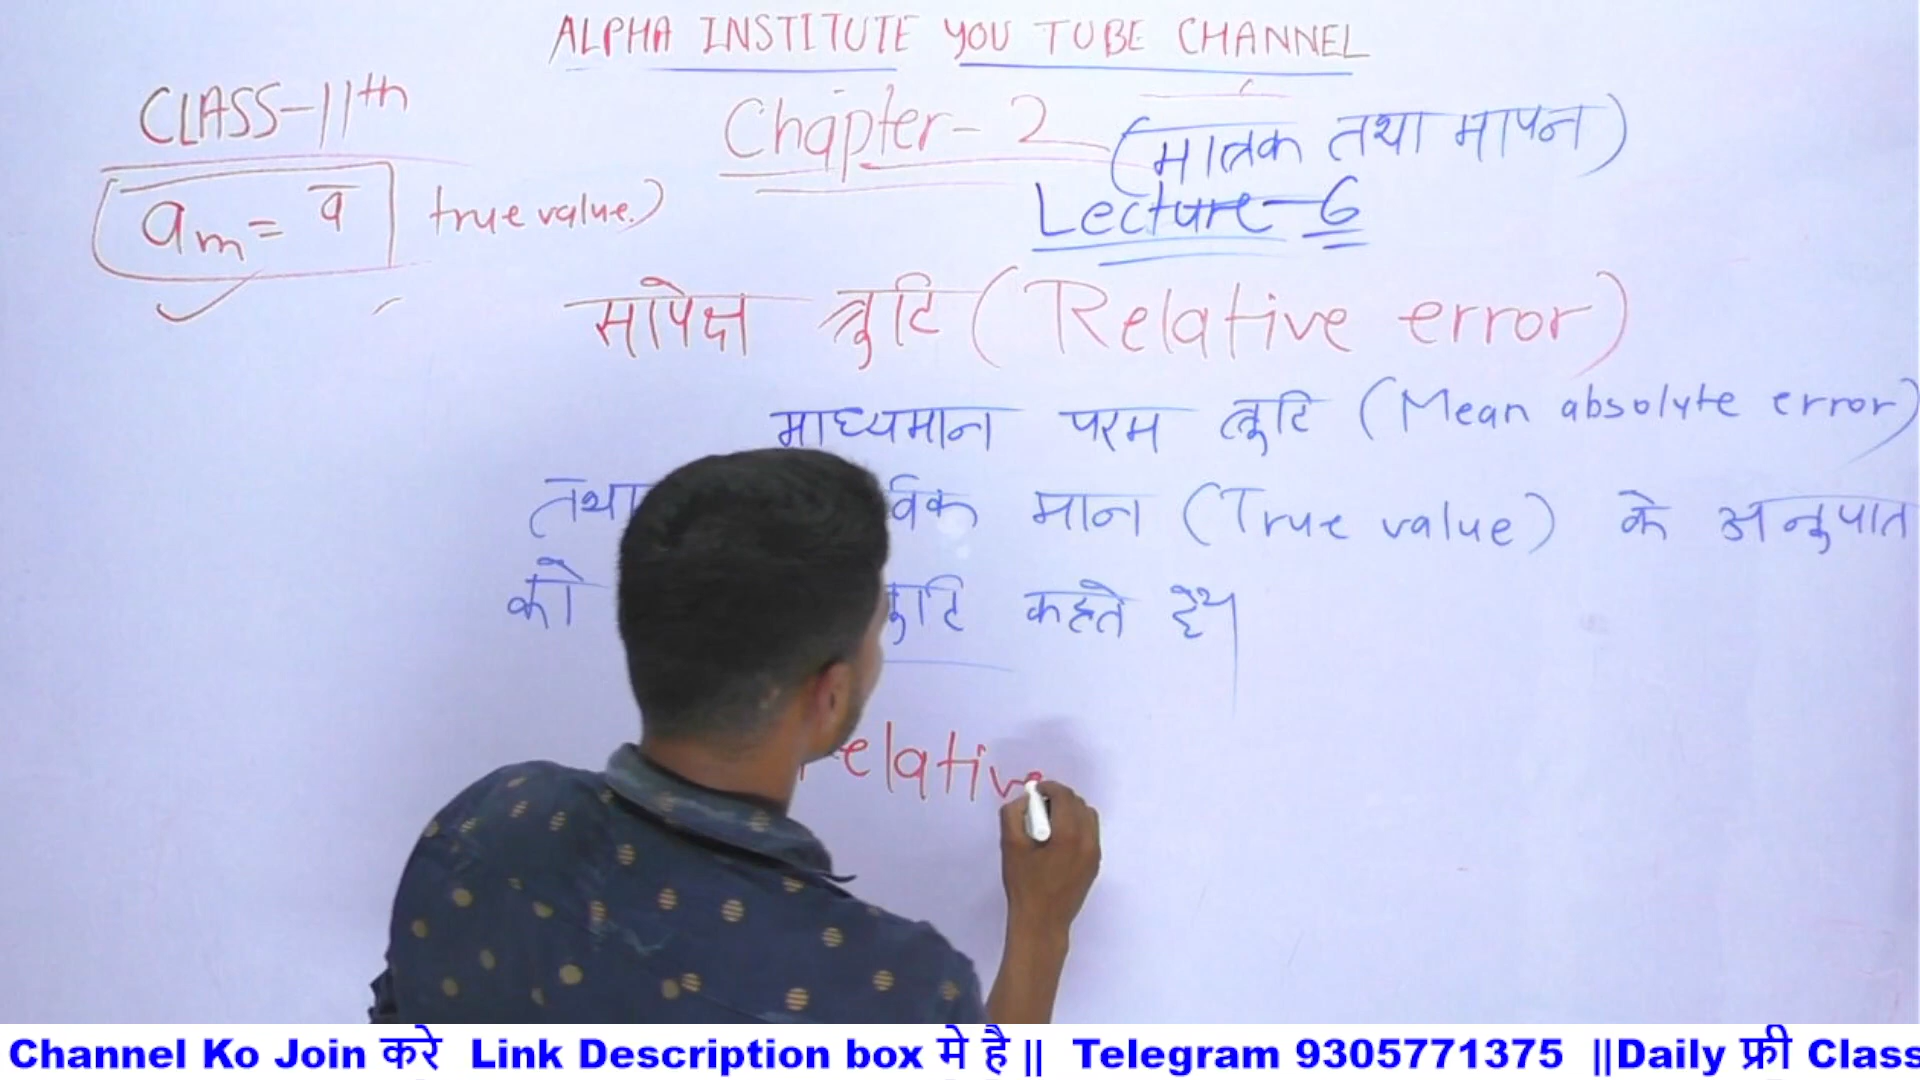 ALPHA INSTITUTE YOU TUBE CHANNEL
CLASS-11th
Chapter-2 (मात्रक तथा मापन)
am = ā true value.)
Lecture-6
सापेक्ष त्रुटि (Relative error)
माध्यमान परम त्रुटि (Mean absolute error)
तथा मान (True value) के अनुपात
को कहते है।
Relative
Channel Ko Join करे Link Description box मे है || Telegram 9305771375 ||Daily फ्री Class